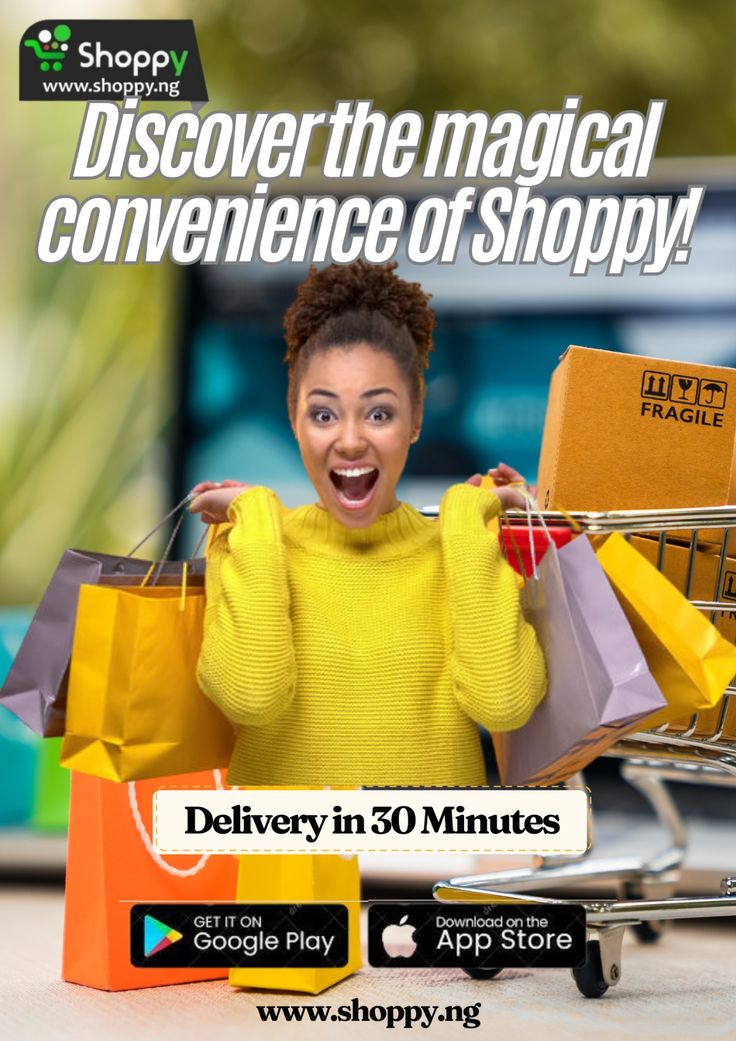 Shoppy
www.shoppy.ng
Discover the magical
convenience of Shoppy!
FRAGILE
Delivery in 30 Minutes
GET IT ON
Google Play
Download on the
App Store
www.shoppy.ng